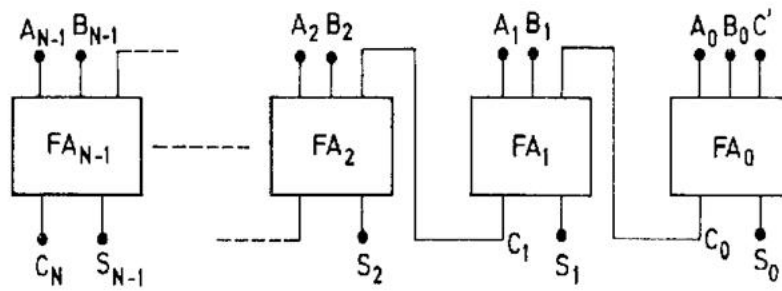 A_{N-1} B_{N-1} A_2 B_2 A_1 B_1 A_0 B_0 C'
FA_{N-1} FA_2 FA_1 FA_0
C_N S_{N-1} S_2 C_1 S_1 C_0 S_0